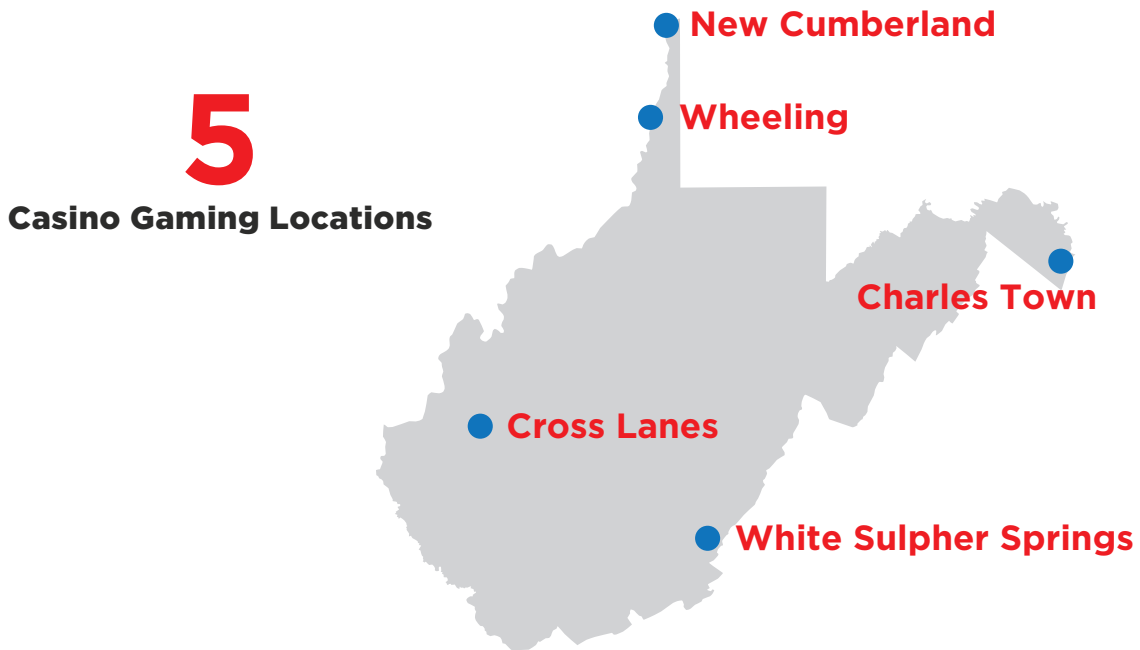 New Cumberland
5
Wheeling
Casino Gaming Locations
Charles Town
Cross Lanes
White Sulpher Springs